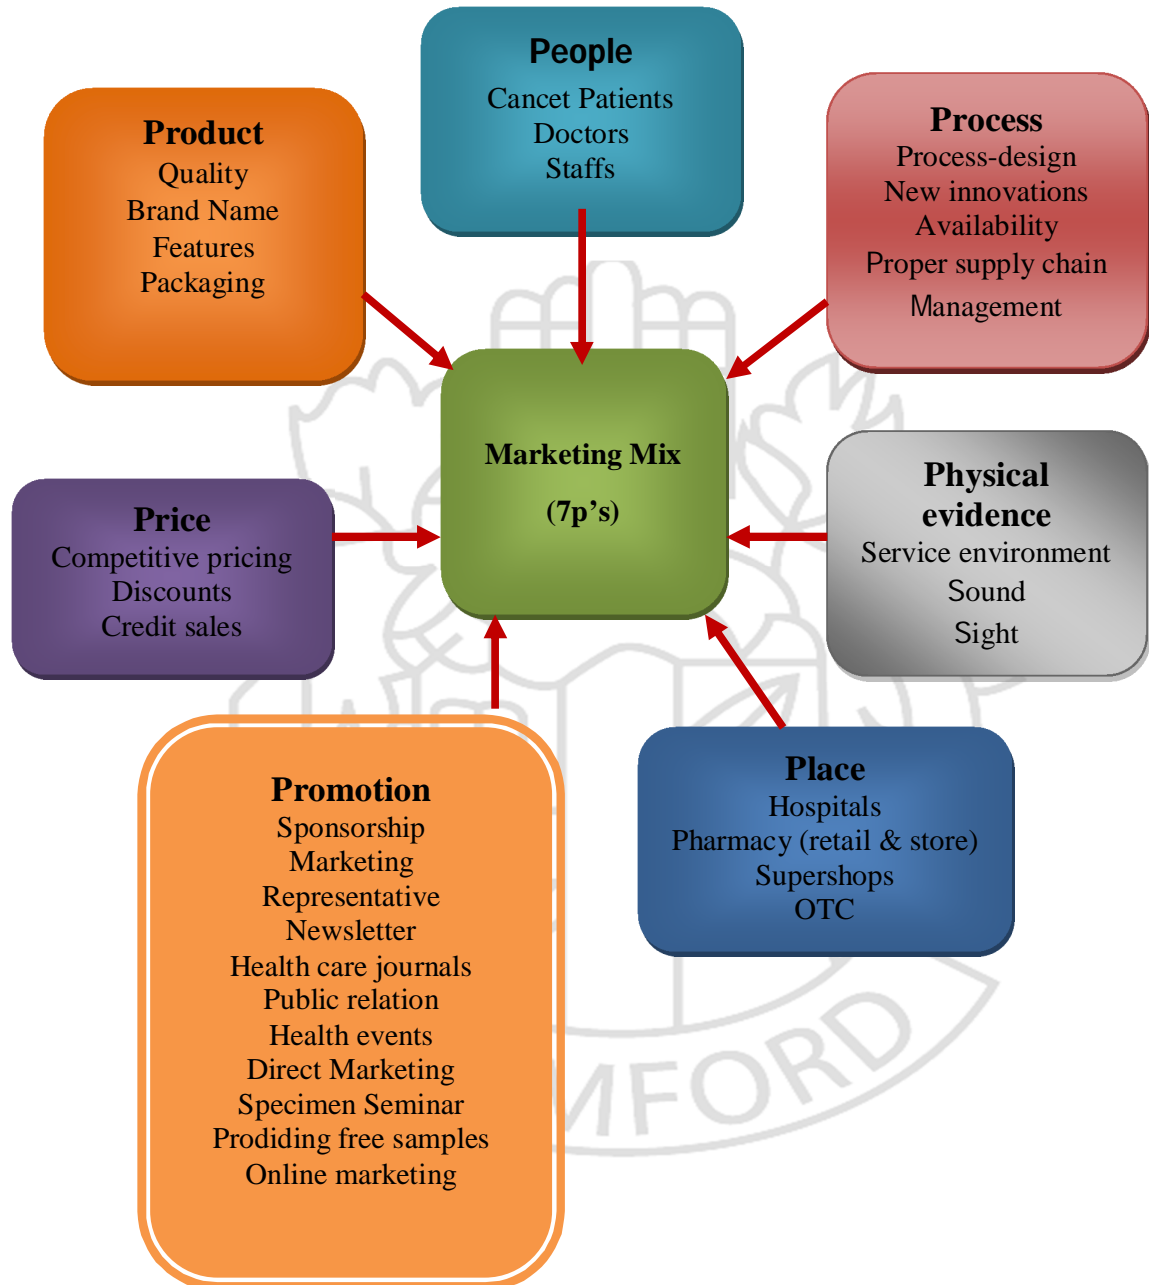 People
Cancet Patients
Doctors
Staffs
Product
Quality
Brand Name
Features
Packaging
Process
Process-design
New innovations
Availability
Proper supply chain
Management
Marketing Mix
(7p’s)
Price
Competitive pricing
Discounts
Credit sales
Physical
evidence
Service environment
Sound
Sight
Promotion
Sponsorship
Marketing
Representative
Newsletter
Health care journals
Public relation
Health events
Direct Marketing
Specimen Seminar
Prodiding free samples
Online marketing
Place
Hospitals
Pharmacy (retail & store)
Supershops
OTC
MFORD